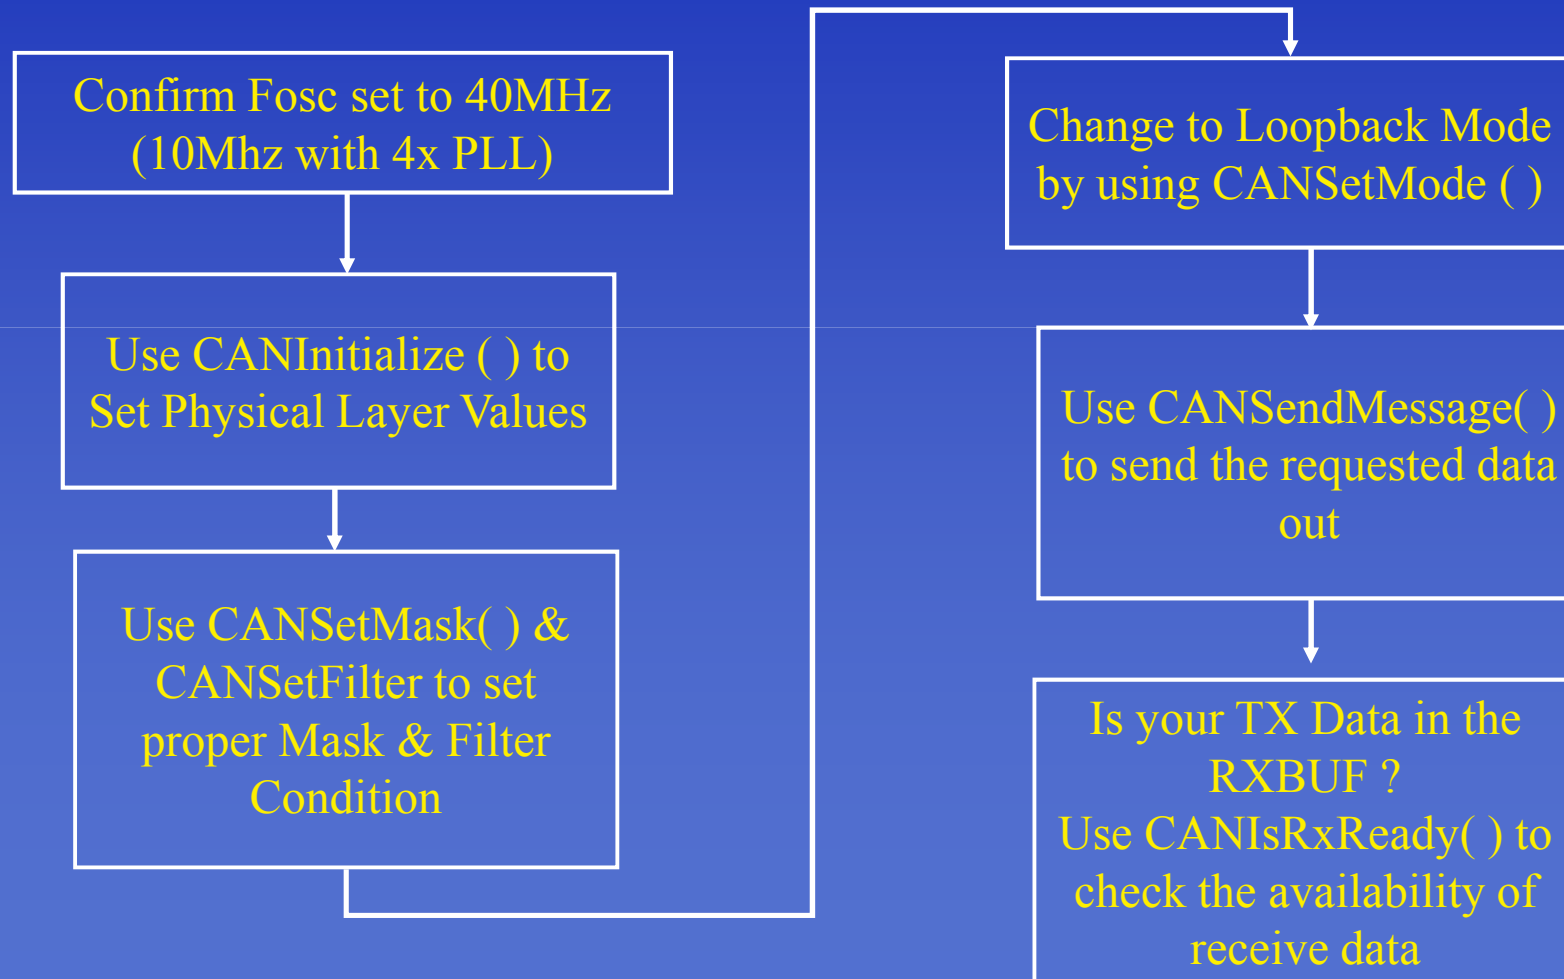 Confirm Fosc set to 40MHz
(10Mhz with 4x PLL)
Use CANInitialize ( ) to
Set Physical Layer Values
Use CANSetMask( ) &
CANSetFilter to set
proper Mask & Filter
Condition
Change to Loopback Mode
by using CANSetMode ( )
Use CANSendMessage( )
to send the requested data
out
Is your TX Data in the
RXBUF ?
Use CANIsRxReady( ) to
check the availability of
receive data